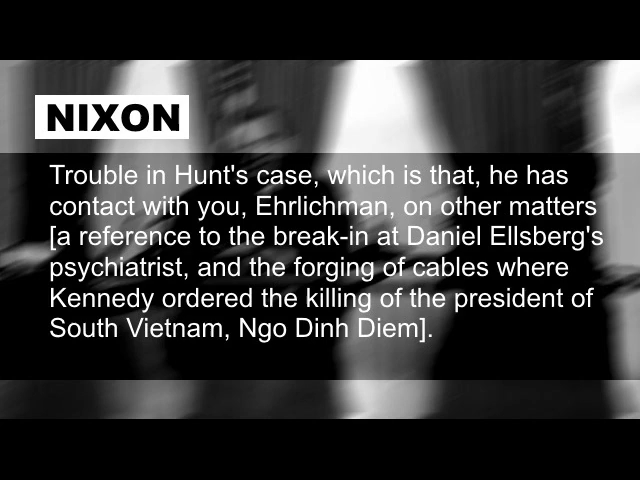 NIXON
Trouble in Hunt's case, which is that, he has
contact with you, Ehrlichman, on other matters
[a reference to the break-in at Daniel Ellsberg's
psychiatrist, and the forging of cables where
Kennedy ordered the killing of the president of
South Vietnam, Ngo Dinh Diem].